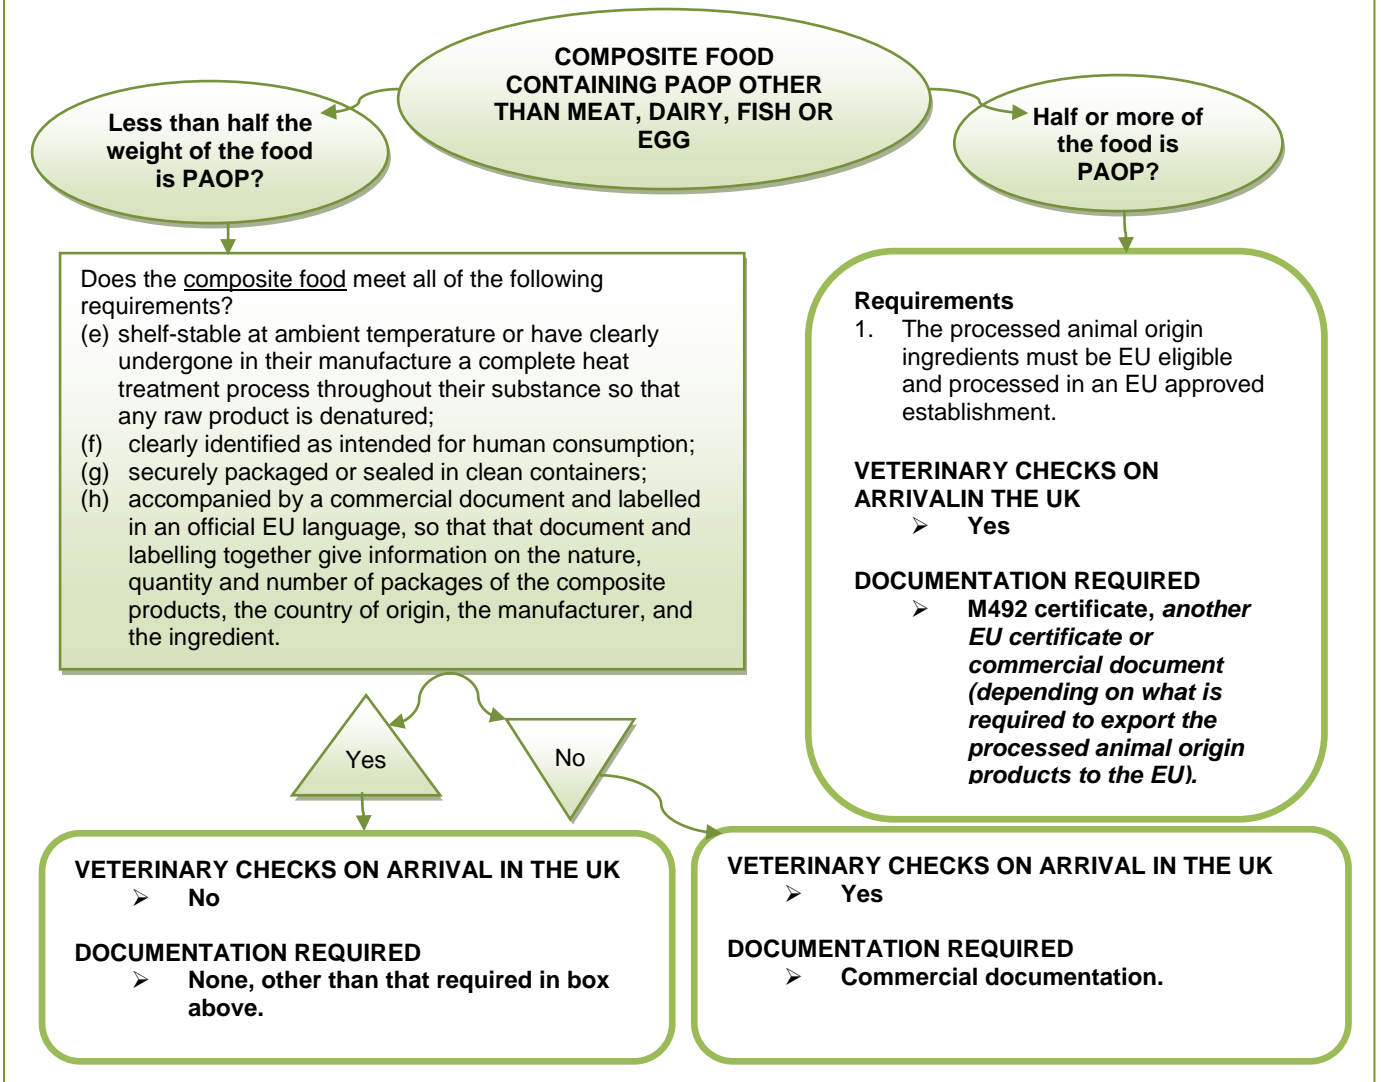 COMPOSITE FOOD
CONTAINING PAOP OTHER
THAN MEAT, DAIRY, FISH OR
EGG
Less than half the
weight of the food
is PAOP?
Half or more of
the food is
PAOP?
Does the composite food meet all of the following
requirements?
(e) shelf-stable at ambient temperature or have clearly
undergone in their manufacture a complete heat
treatment process throughout their substance so that
any raw product is denatured;
(f) clearly identified as intended for human consumption;
(g) securely packaged or sealed in clean containers;
(h) accompanied by a commercial document and labelled
in an official EU language, so that that document and
labelling together give information on the nature,
quantity and number of packages of the composite
products, the country of origin, the manufacturer, and
the ingredient.
Requirements
1. The processed animal origin
ingredients must be EU eligible
and processed in an EU approved
establishment.
VETERINARY CHECKS ON
ARRIVALIN THE UK
➢ Yes
DOCUMENTATION REQUIRED
➢ M492 certificate, another
EU certificate or
commercial document
(depending on what is
required to export the
processed animal origin
products to the EU).
Yes
No
VETERINARY CHECKS ON ARRIVAL IN THE UK
➢ No
DOCUMENTATION REQUIRED
➢ None, other than that required in box
above.
VETERINARY CHECKS ON ARRIVAL IN THE UK
➢ Yes
DOCUMENTATION REQUIRED
➢ Commercial documentation.